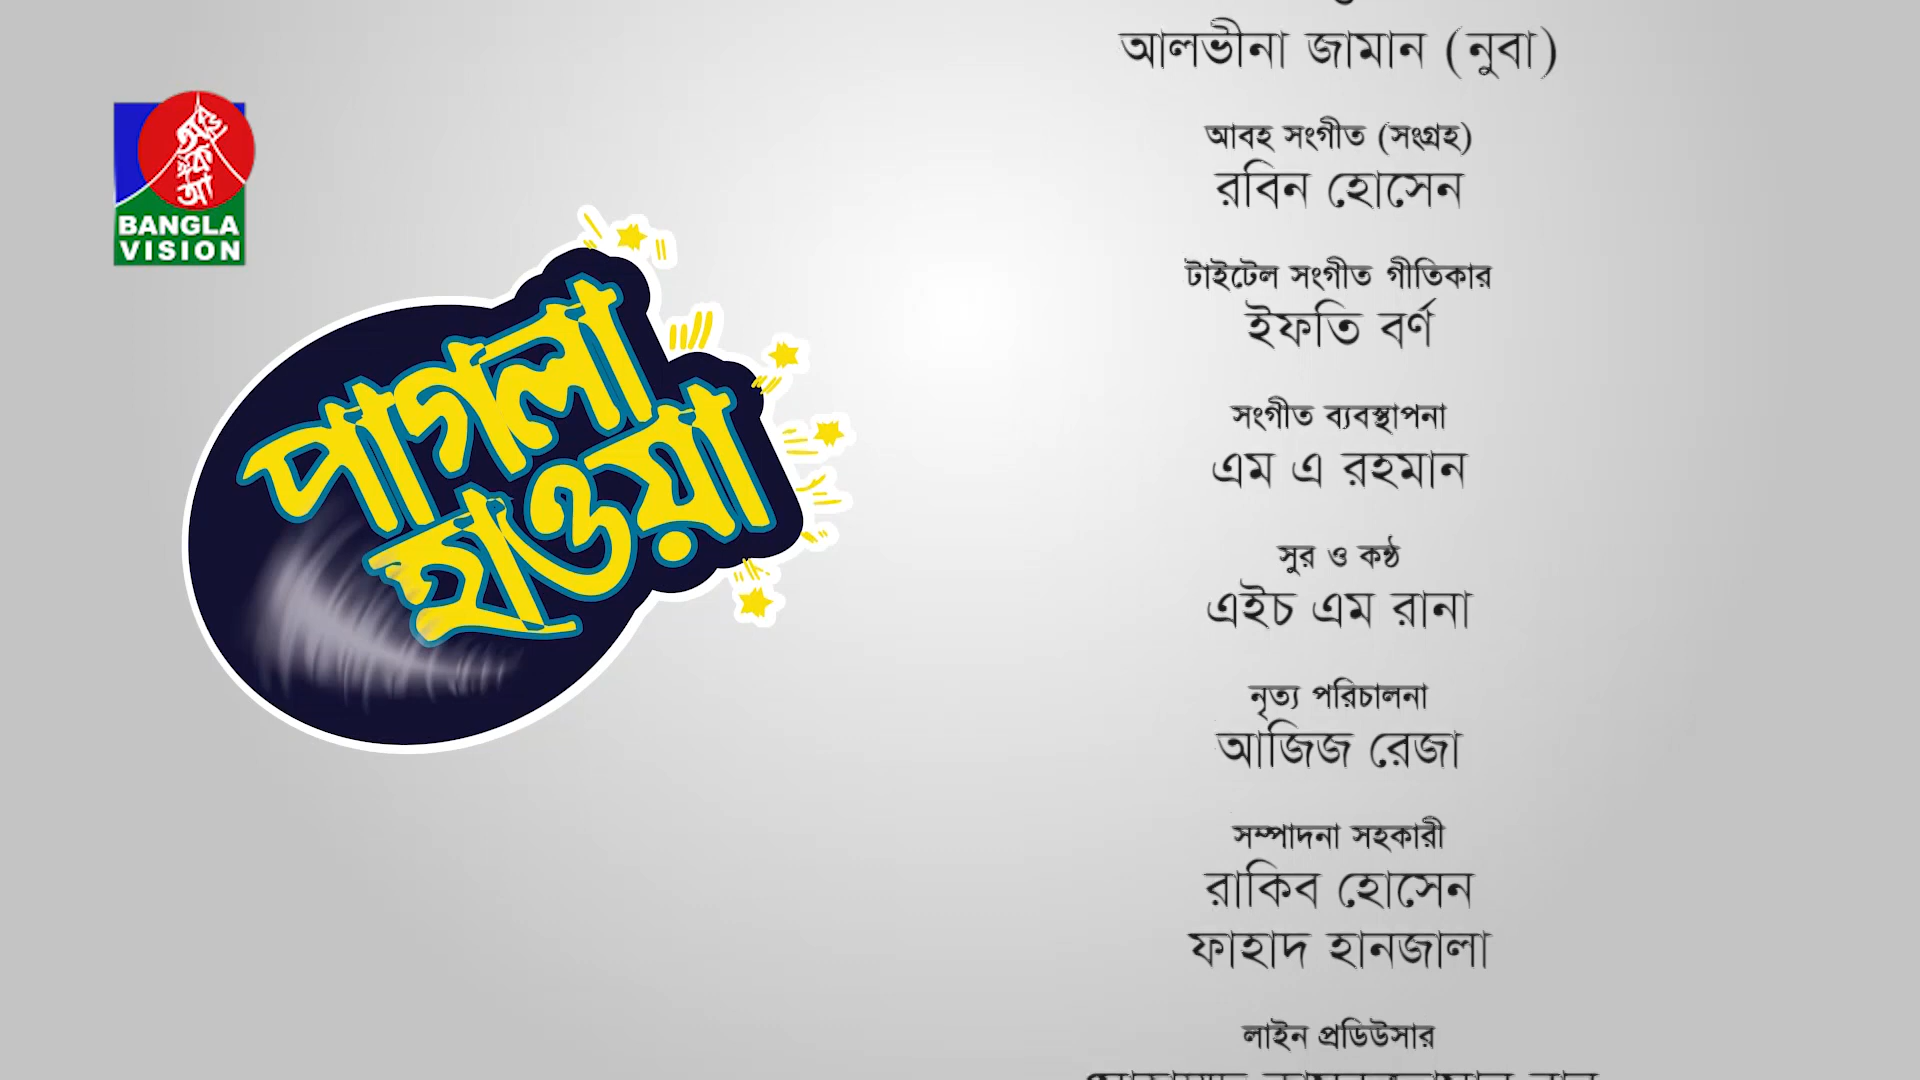 আলভীনা জামান (নুবা)
আবহ সংগীত (সংগ্রহ)
রবিন হোসেন
টাইটেল সংগীত গীতিকার
ইফতি বর্ণ
সংগীত ব্যবস্থাপনা
এম এ রহমান
সুর ও কন্ঠ
এইচ এম রানা
নৃত্য পরিচালনা
আজিজ রেজা
সম্পাদনা সহকারী
রাকিব হোসেন
ফাহাদ হানজালা
লাইন প্রডিউসার
BANGLA
VISION
পাগলা
হাওয়া